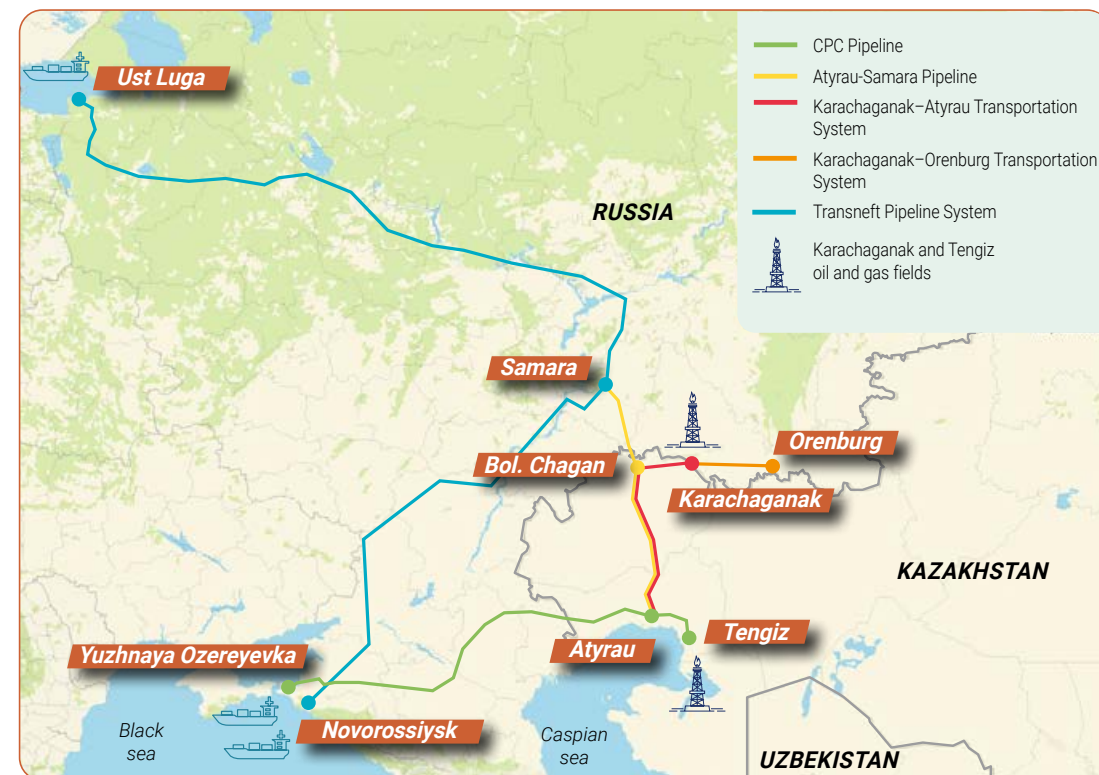 Ust Luga
CPC Pipeline
Atyrau-Samara Pipeline
Karachaganak–Atyrau Transportation
System
Karachaganak–Orenburg Transportation
System
Transneft Pipeline System
Karachaganak and Tengiz
oil and gas fields
RUSSIA
Samara
Orenburg
Bol. Chagan
Karachaganak
KAZAKHSTAN
Tengiz
Atyrau
Yuzhnaya Ozereyevka
Novorossiysk
Black
sea
Caspian
sea
UZBEKISTAN